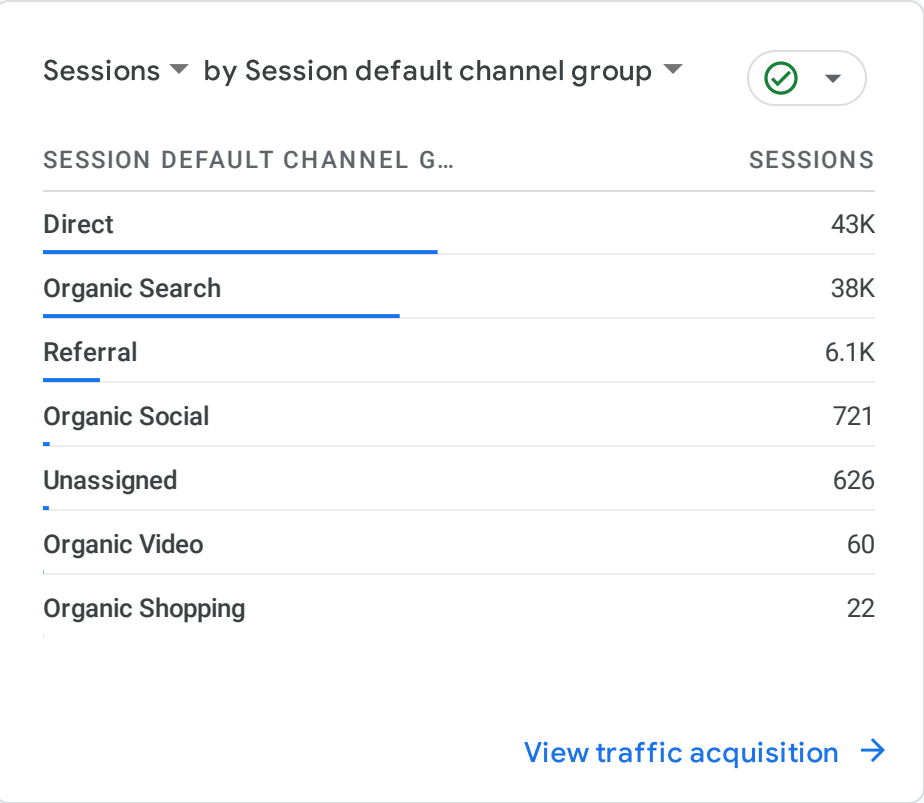 Sessions by Session default channel group
SESSION DEFAULT CHANNEL G... SESSIONS
Direct 43K
Organic Search 38K
Referral 6.1K
Organic Social 721
Unassigned 626
Organic Video 60
Organic Shopping 22
View traffic acquisition